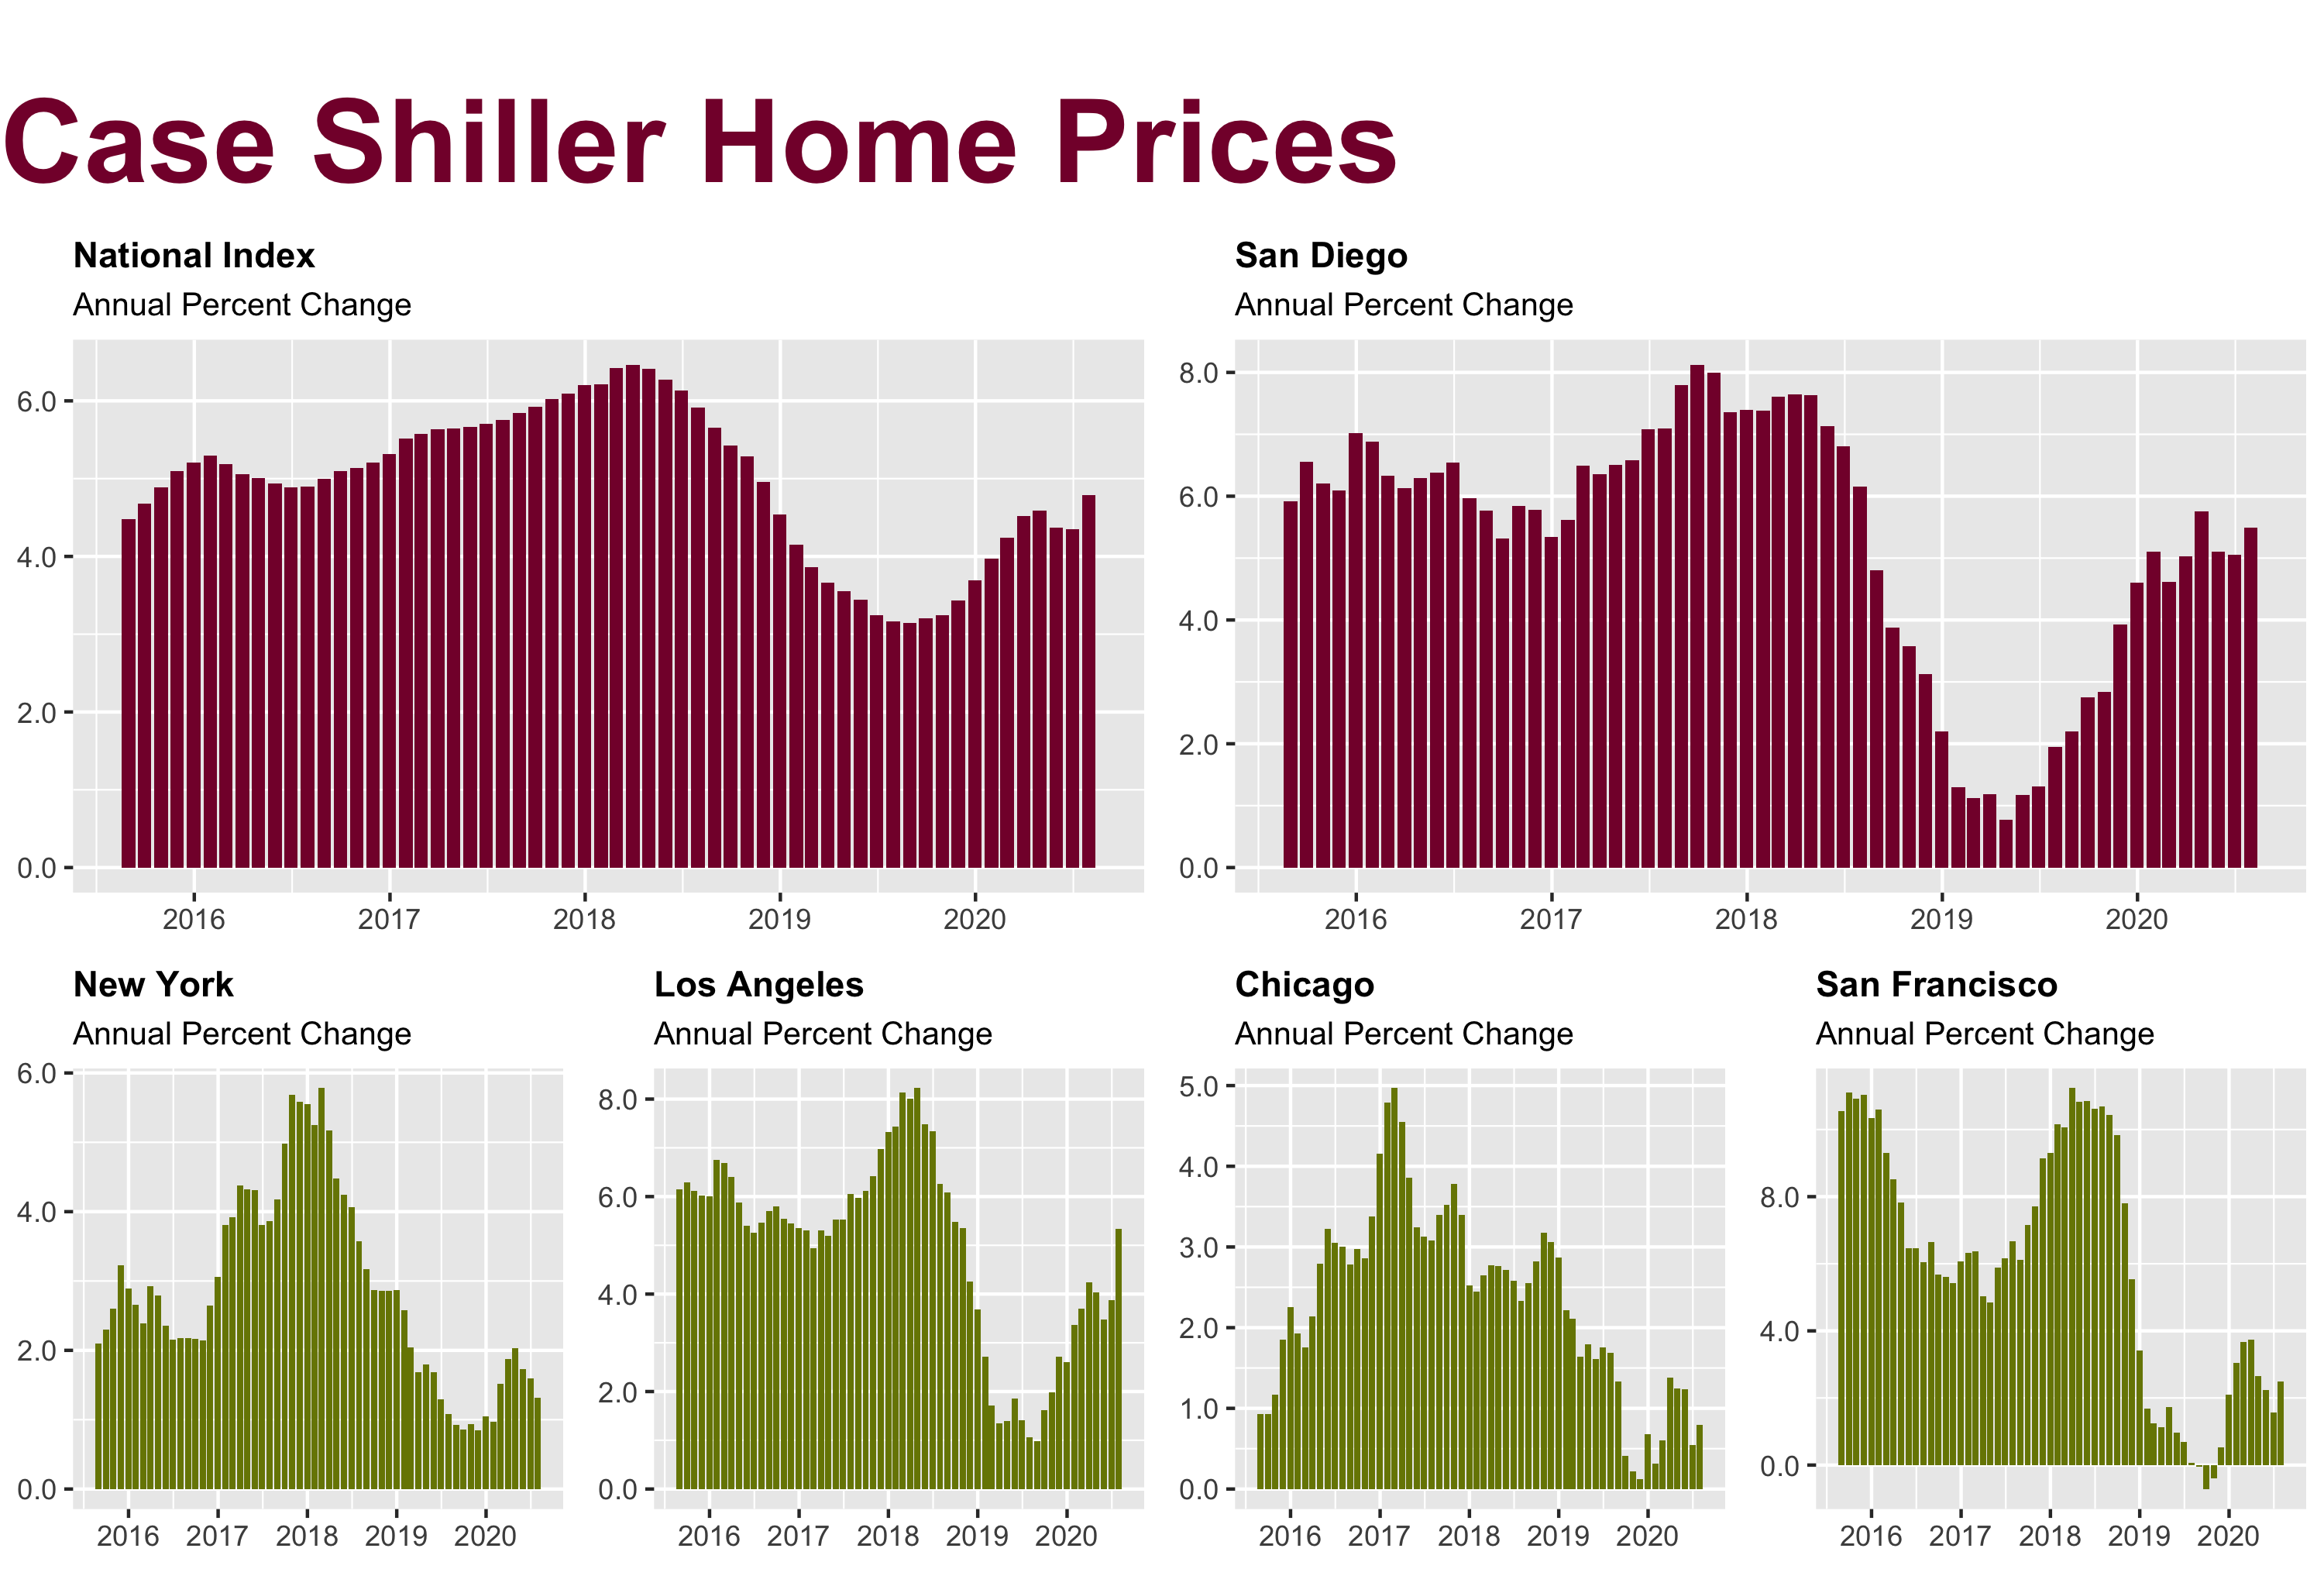 Case Shiller Home Prices
National Index
Annual Percent Change
6.0
4.0
2.0
0.0
2016 2017 2018 2019 2020
San Diego
Annual Percent Change
8.0
6.0
4.0
2.0
0.0
2016 2017 2018 2019 2020
New York
Annual Percent Change
6.0
4.0
2.0
0.0
2016 2017 2018 2019 2020
Los Angeles
Annual Percent Change
8.0
6.0
4.0
2.0
0.0
2016 2017 2018 2019 2020
Chicago
Annual Percent Change
5.0
4.0
3.0
2.0
1.0
0.0
2016 2017 2018 2019 2020
San Francisco
Annual Percent Change
8.0
4.0
0.0
2016 2017 2018 2019 2020